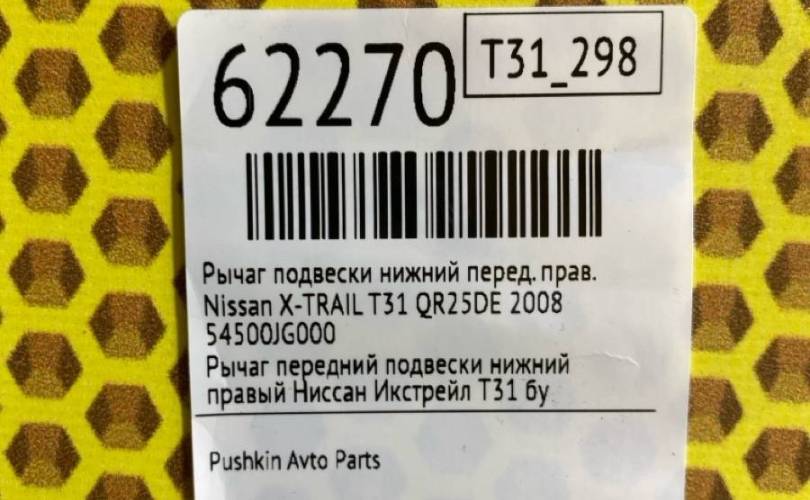 62270
T31_298
Рычаг подвески нижний перед. прав.
Nissan X-TRAIL T31 QR25DE 2008
54500JG000
Рычаг передний подвески нижний
правый Ниссан Икстрейл Т31 бу
Pushkin Avto Parts